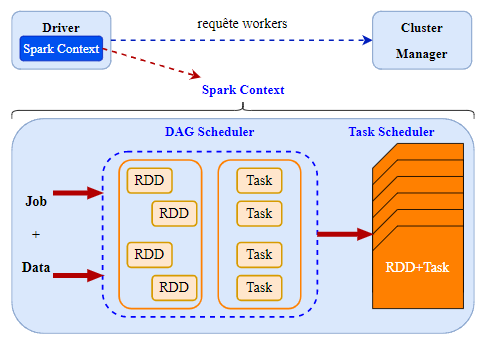 Driver
requête workers
Cluster
Manager
Spark Context
Spark Context
DAG Scheduler
Task Scheduler
Job
+
Data
RDD
RDD
RDD
RDD
Task
Task
Task
Task
RDD+Task